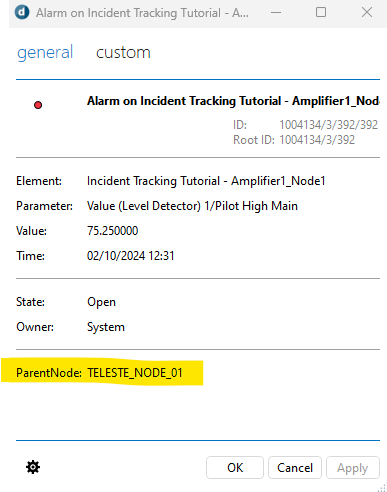 Alarm on Incident Tracking Tutorial - A...
general custom
Alarm on Incident Tracking Tutorial - Amplifier1_Nod
ID: 1004134/3/392/392
Root ID: 1004134/3/392
Element: Incident Tracking Tutorial - Amplifier1_Node1
Parameter: Value (Level Detector) 1/Pilot High Main
Value: 75.250000
Time: 02/10/2024 12:31
State: Open
Owner: System
ParentNode: TELESTE_NODE_01
OK Cancel Apply